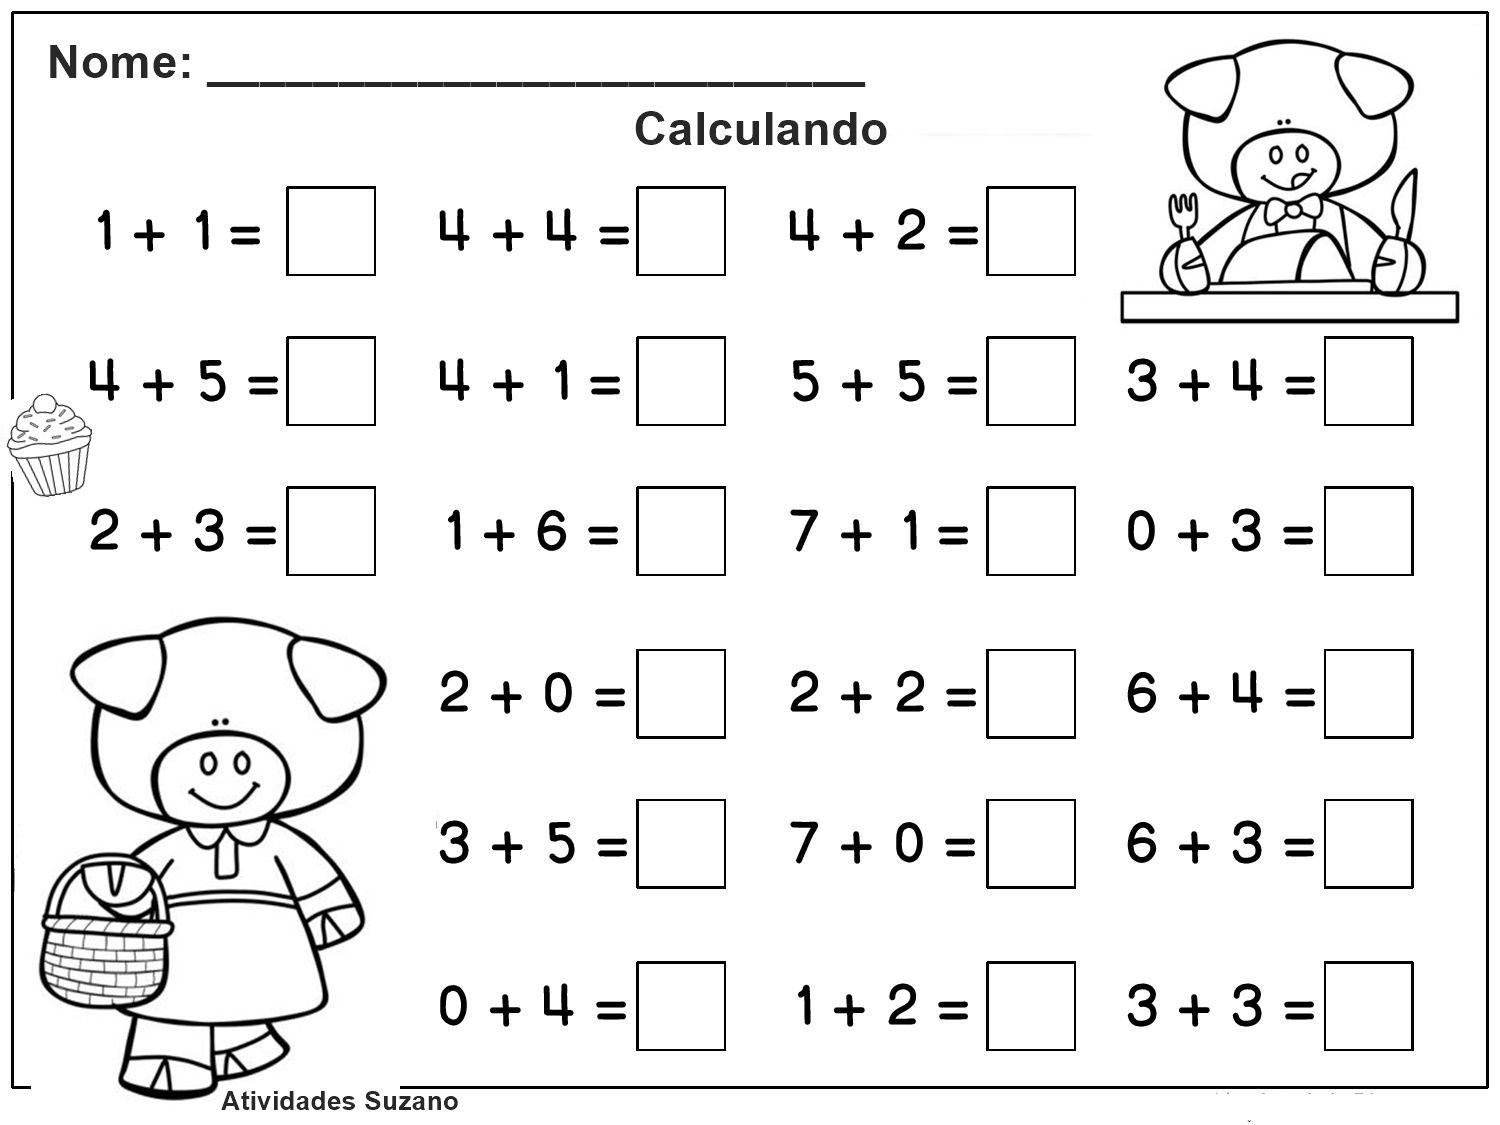 Nome: _________________________
Calculando
1 + 1 =
4 + 4 =
4 + 2 =
4 + 5 =
4 + 1 =
5 + 5 =
3 + 4 =
2 + 3 =
1 + 6 =
7 + 1 =
0 + 3 =
2 + 0 =
2 + 2 =
6 + 4 =
3 + 5 =
7 + 0 =
6 + 3 =
0 + 4 =
1 + 2 =
3 + 3 =
Atividades Suzano